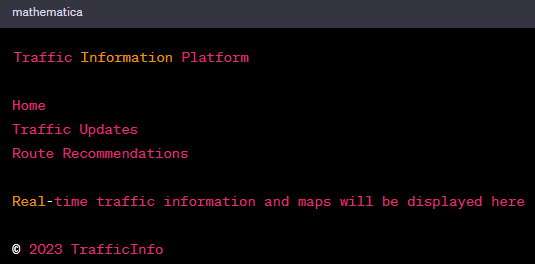 mathematica
Traffic Information Platform
Home
Traffic Updates
Route Recommendations
Real-time traffic information and maps will be displayed here
© 2023 TrafficInfo